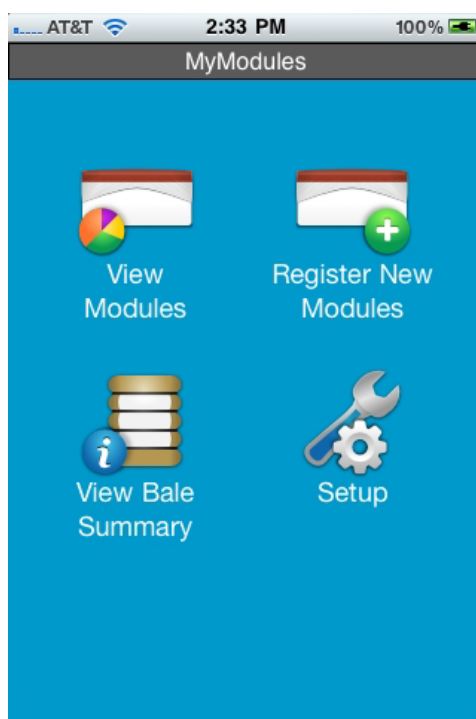 AT&T 2:33 PM 100%
MyModules
View Register New
Modules Modules
View Bale Setup
Summary